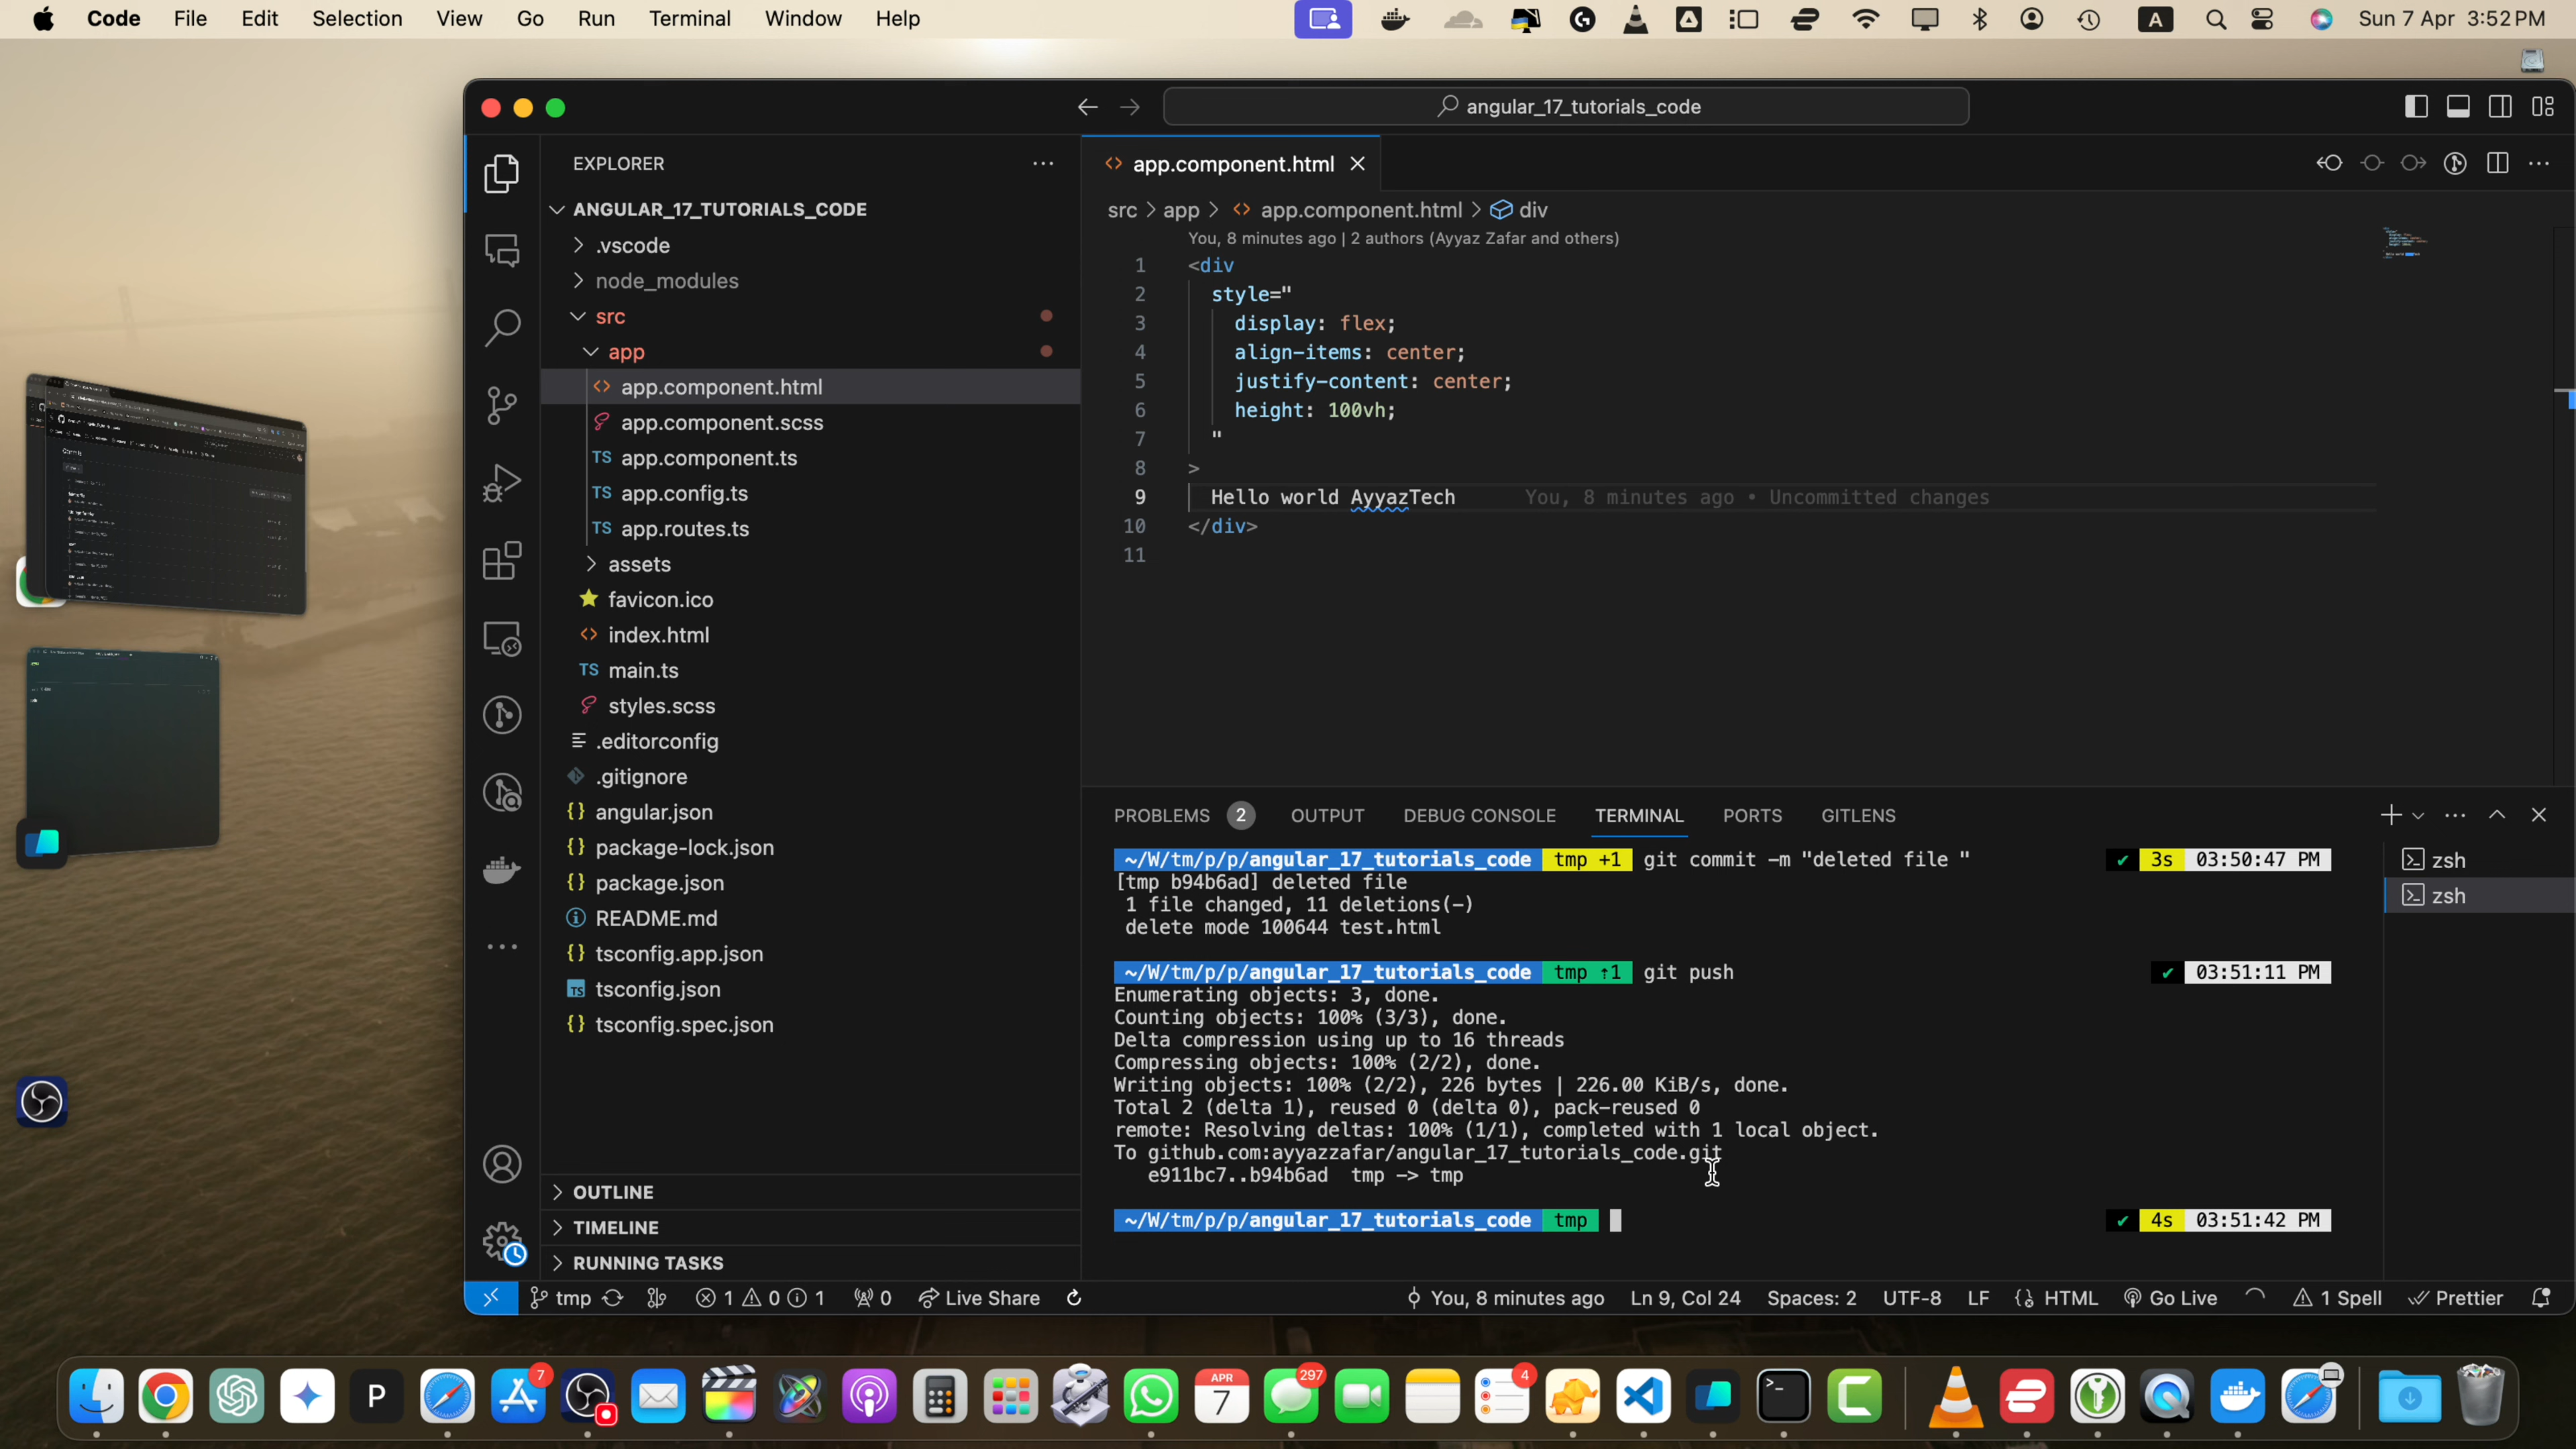 Code File Edit Selection View Go Run Terminal Window Help
A
Sun 7 Apr 3:52 PM
angular_17_tutorials_code
EXPLORER
ANGULAR_17_TUTORIALS_CODE
.vscode
node_modules
src
app
app.component.html
app.component.scss
TS app.component.ts
TS app.config.ts
TS app.routes.ts
assets
favicon.ico
index.html
TS main.ts
styles.scss
.editorconfig
.gitignore
{} angular.json
{} package-lock.json
{} package.json
README.md
{} tsconfig.app.json
TS tsconfig.json
{} tsconfig.spec.json
OUTLINE
TIMELINE
RUNNING TASKS
<> app.component.html
src > app > <> app.component.html > div
You, 8 minutes ago | 2 authors (Ayyaz Zafar and others)
1 <div
2 style="
3 display: flex;
4 align-items: center;
5 justify-content: center;
6 height: 100vh;
7 "
8 >
9 Hello world AyyazTech You, 8 minutes ago • Uncommitted changes
10 </div>
11
PROBLEMS 2 OUTPUT DEBUG CONSOLE TERMINAL PORTS GITLENS
~/W/tm/p/p/angular_17_tutorials_code tmp +1 git commit -m "deleted file " ✔ 3s 03:50:47 PM
[tmp b94b6ad] deleted file
1 file changed, 11 deletions(-)
delete mode 100644 test.html
~/W/tm/p/p/angular_17_tutorials_code tmp ↑1 git push ✔ 03:51:11 PM
Enumerating objects: 3, done.
Counting objects: 100% (3/3), done.
Delta compression using up to 16 threads
Compressing objects: 100% (2/2), done.
Writing objects: 100% (2/2), 226 bytes | 226.00 KiB/s, done.
Total 2 (delta 1), reused 0 (delta 0), pack-reused 0
remote: Resolving deltas: 100% (1/1), completed with 1 local object.
To github.com:ayyazzafar/angular_17_tutorials_code.git
e911bc7..b94b6ad tmp -> tmp
~/W/tm/p/p/angular_17_tutorials_code tmp ✔ 4s 03:51:42 PM
zsh
zsh
tmp 1 0 1 0 Live Share You, 8 minutes ago Ln 9, Col 24 Spaces: 2 UTF-8 LF HTML Go Live 1 Spell Prettier
P
7
APR
7
297
4